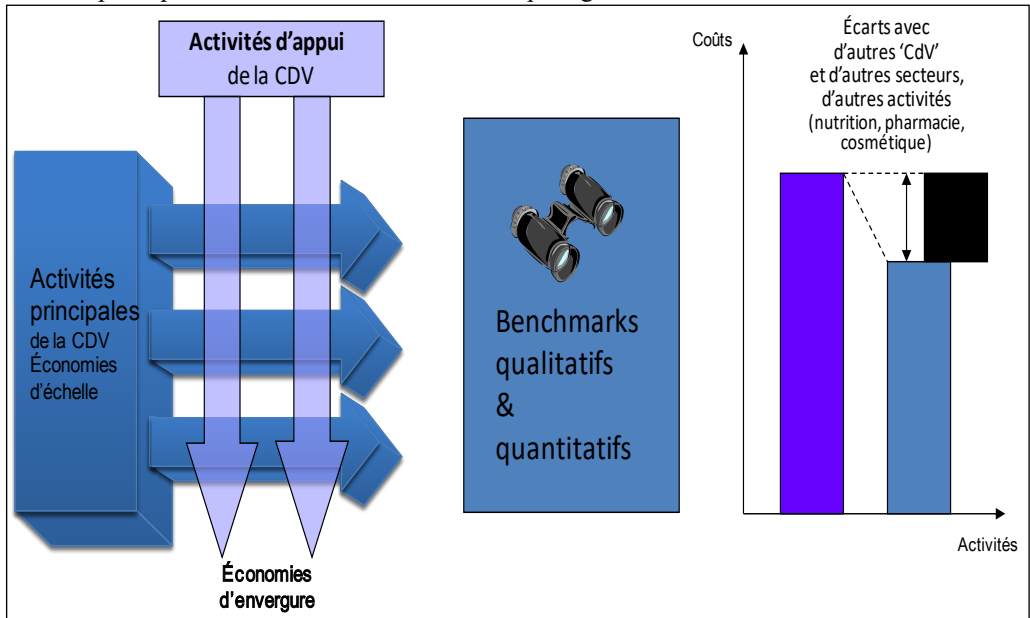 Activités d'appui
de la CDV
Activités
principales
de la CDV
Économies
d'échelle
Économies
d'envergure
Benchmarks
qualitatifs
&
quantitatifs
Coûts
Écarts avec
d'autres 'CdV'
et d'autres secteurs,
d'autres activités
(nutrition, pharmacie,
cosmétique)
Activités